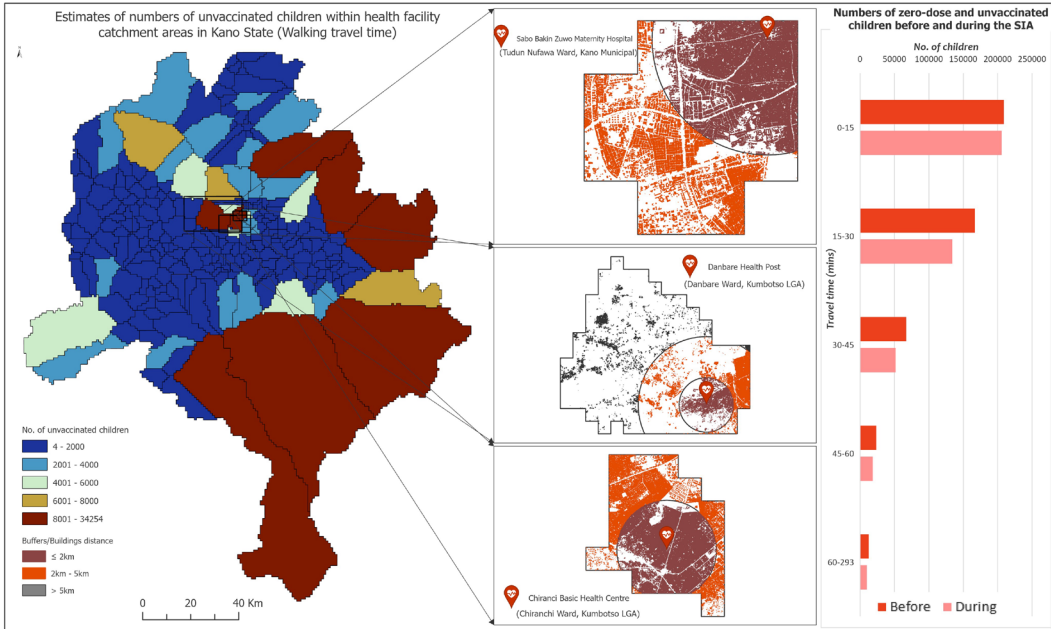 Estimates of numbers of unvaccinated children within health facility
catchment areas in Kano State (Walking travel time)
No. of unvaccinated children
4 - 2000
2001 - 4000
4001 - 6000
6001 - 8000
8001 - 34254
Buffers/Buildings distance
≤ 2km
2km - 5km
> 5km
0 20 40 Km
Sabo Bakin Zuwo Maternity Hospital
(Tudun Nufawa Ward, Kano Municipal)
Danbare Health Post
(Danbare Ward, Kumbotso LGA)
Chiranci Basic Health Centre
(Chiranchi Ward, Kumbotso LGA)
Numbers of zero-dose and unvaccinated
children before and during the SIA
No. of children
0 50000 100000 150000 200000 250000
Travel time (mins)
0-15
15-30
30-45
45-60
60-293
Before During